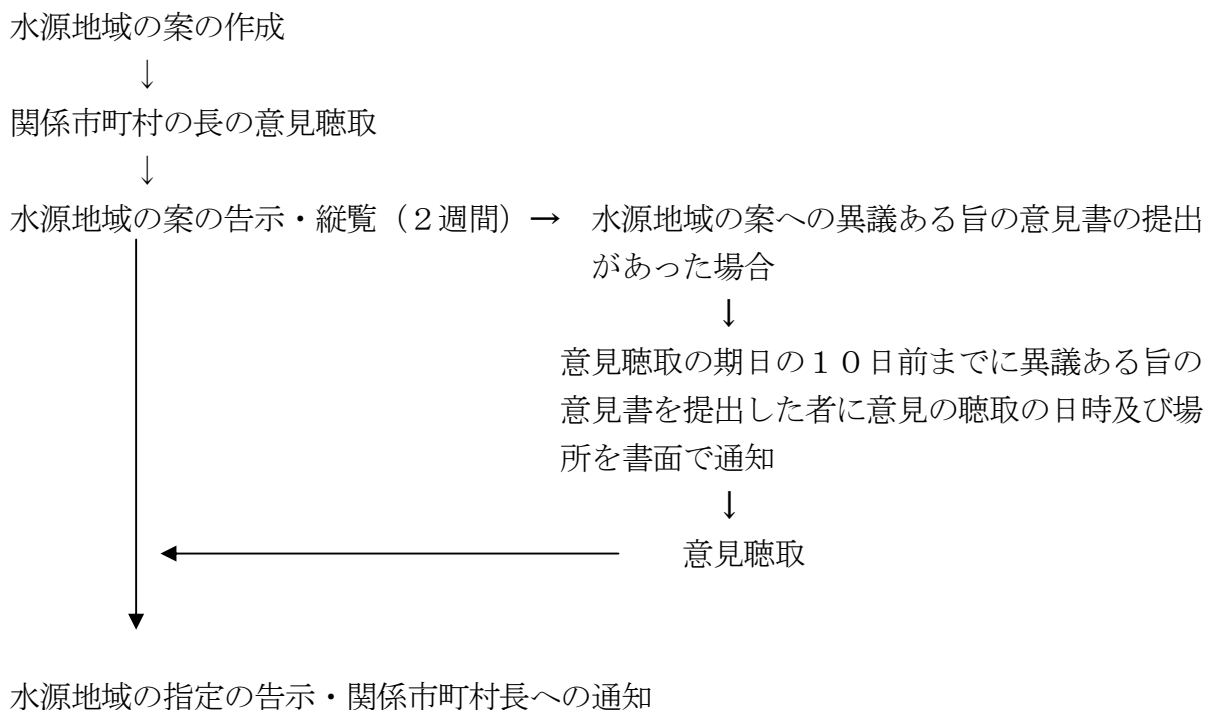 水源地域の案の作成
↓
関係市町村の長の意見聴取
↓
水源地域の案の告示・縦覧（２週間）→ 水源地域の案への異議ある旨の意見書の提出
があった場合
↓
意見聴取の期日の１０日前までに異議ある旨の
意見書を提出した者に意見の聴取の日時及び場
所を書面で通知
↓
意見聴取
水源地域の指定の告示・関係市町村長への通知